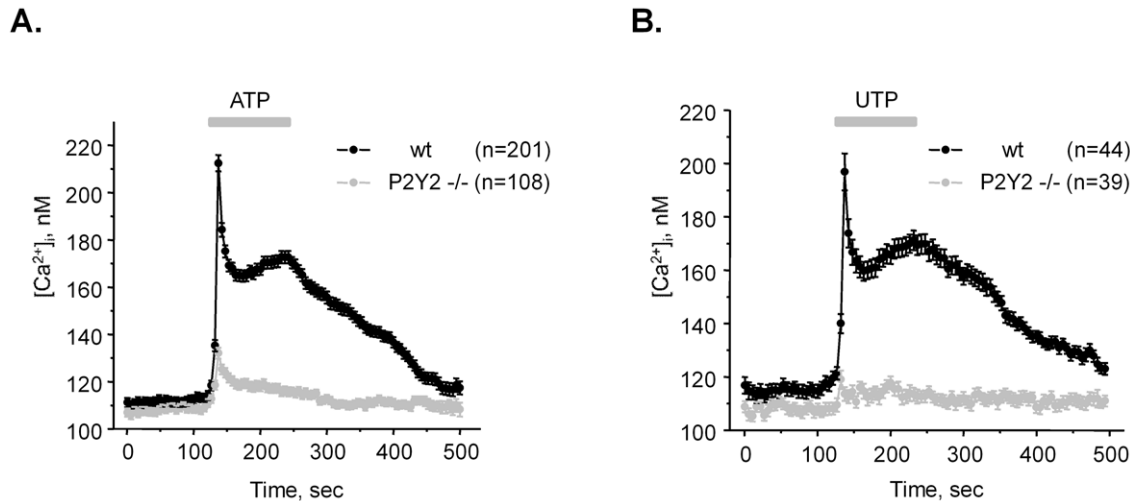 A.
ATP
wt (n=201)
P2Y2 -/- (n=108)
220
200
180
160
140
120
100
[Ca²⁺]ᵢ, nM
0 100 200 300 400 500
Time, sec
B.
UTP
wt (n=44)
P2Y2 -/- (n=39)
220
200
180
160
140
120
100
[Ca²⁺]ᵢ, nM
0 100 200 300 400 500
Time, sec